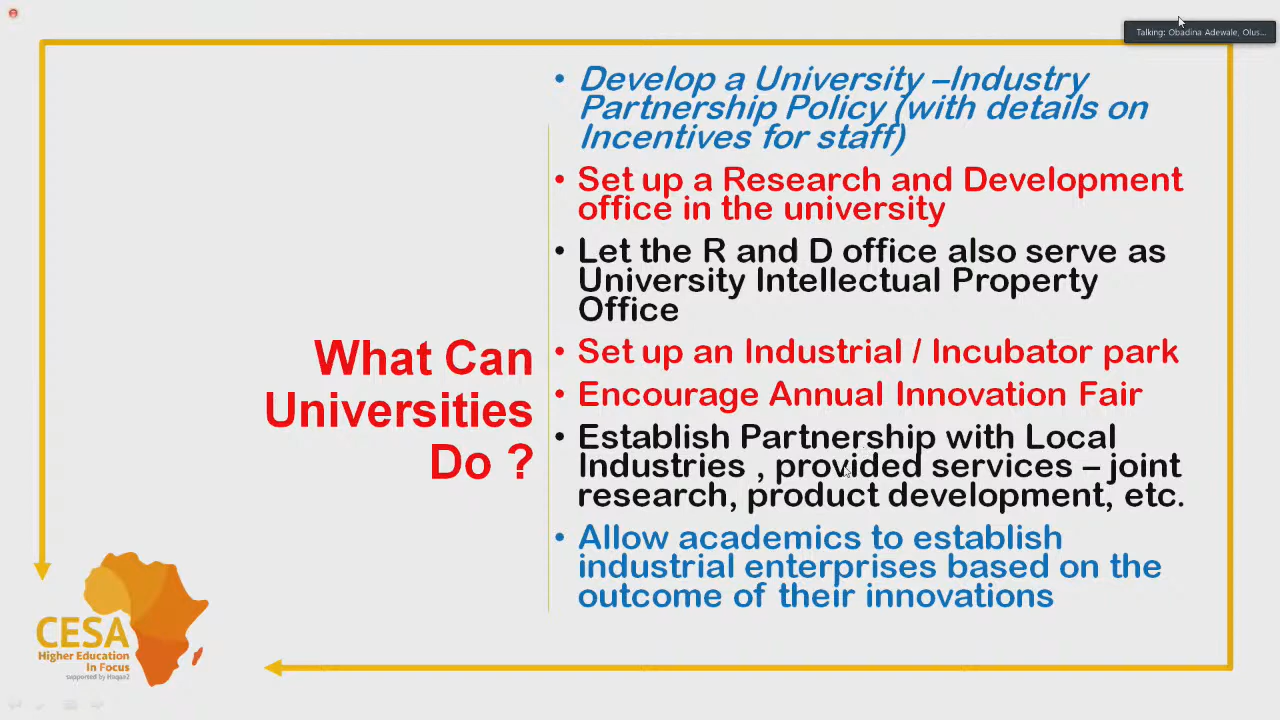 Talking: Obadina Adewale, Olus...
What Can
Universities
Do ?
• Develop a University –Industry
Partnership Policy (with details on
Incentives for staff)
• Set up a Research and Development
office in the university
• Let the R and D office also serve as
University Intellectual Property
Office
• Set up an Industrial / Incubator park
• Encourage Annual Innovation Fair
• Establish Partnership with Local
Industries , provided services – joint
research, product development, etc.
• Allow academics to establish
industrial enterprises based on the
outcome of their innovations
CESA
Higher Education
In Focus
supported by Haqaa2